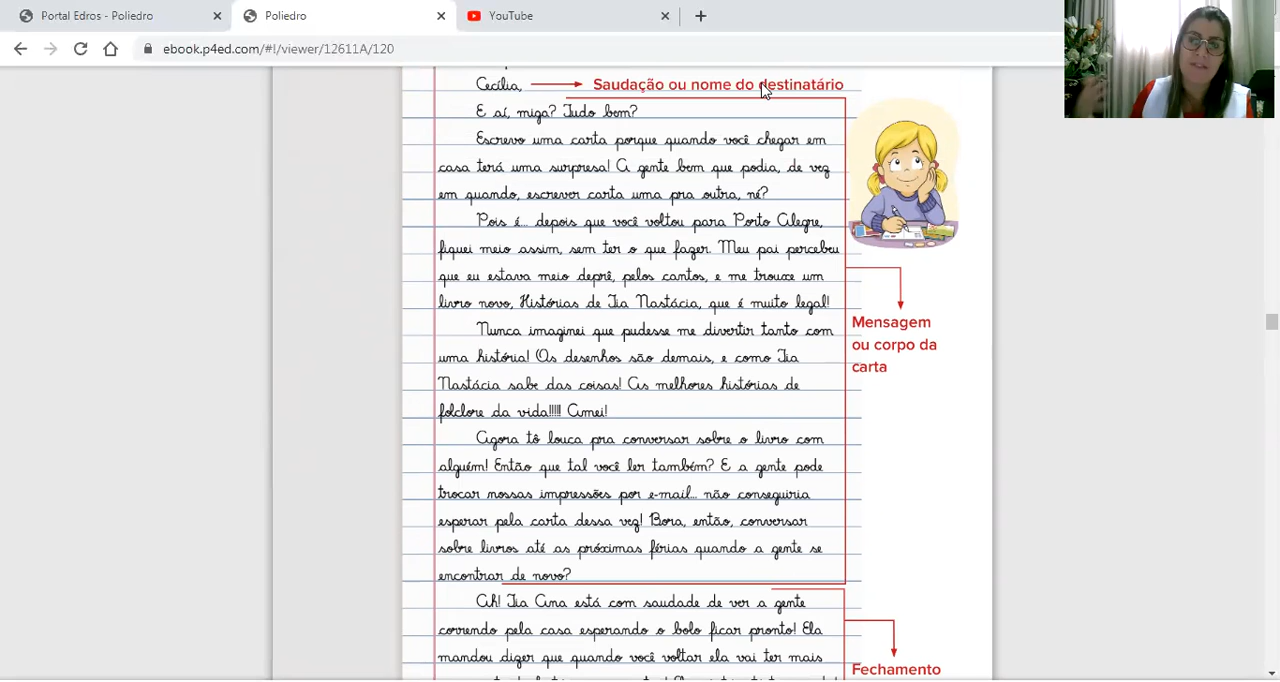 Portal Edros - Poliedro
Poliedro
YouTube
ebook.p4ed.com/#!/viewer/12611A/120
Cecília,
Saudação ou nome do destinatário
E aí, miga? Tudo bem?
Escrevo uma carta porque quando você chegar em
casa terá uma surpresa! A gente bem que podia, de vez
em quando, escrever carta uma pra outra, né?
Pois é... depois que você voltou para Porto Alegre,
fiquei meio assim, sem ter o que fazer. Meu pai percebeu
que eu estava meio deprê, pelos cantos, e me trouxe um
livro novo, Histórias de Tia Nastácia, que é muito legal!
Nunca imaginei que pudesse me divertir tanto com
uma história! Os desenhos são demais, e como Tia
Nastácia sabe das coisas! As melhores histórias de
folclore da vida!!!!! Amei!
Agora tô louca pra conversar sobre o livro com
alguém! Então que tal você ler também? E a gente pode
trocar nossas impressões por e-mail... não conseguiria
esperar pela carta dessa vez! Bora, então, conversar
sobre livros até as próximas férias quando a gente se
encontrar de novo?
Mensagem
ou corpo da
carta
Ah! Tia Ana está com saudade de ver a gente
correndo pela casa esperando o bolo ficar pronto! Ela
mandou dizer que quando você voltar ela vai ter mais
Fechamento